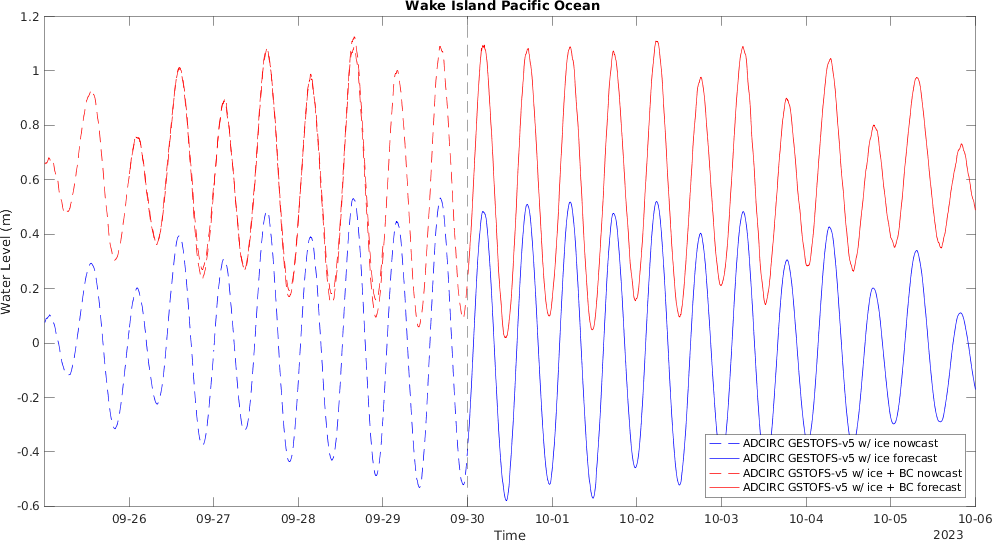 Wake Island Pacific Ocean
1.2
1
0.8
0.6
0.4
0.2
0
-0.2
-0.4
-0.6
Water Level (m)
09-26 09-27 09-28 09-29 09-30 10-01 10-02 10-03 10-04 10-05 10-06
Time
2023
ADCIRC GESTOFS-v5 w/ ice nowcast
ADCIRC GESTOFS-v5 w/ ice forecast
ADCIRC GSTOFS-v5 w/ ice + BC nowcast
ADCIRC GSTOFS-v5 w/ ice + BC forecast